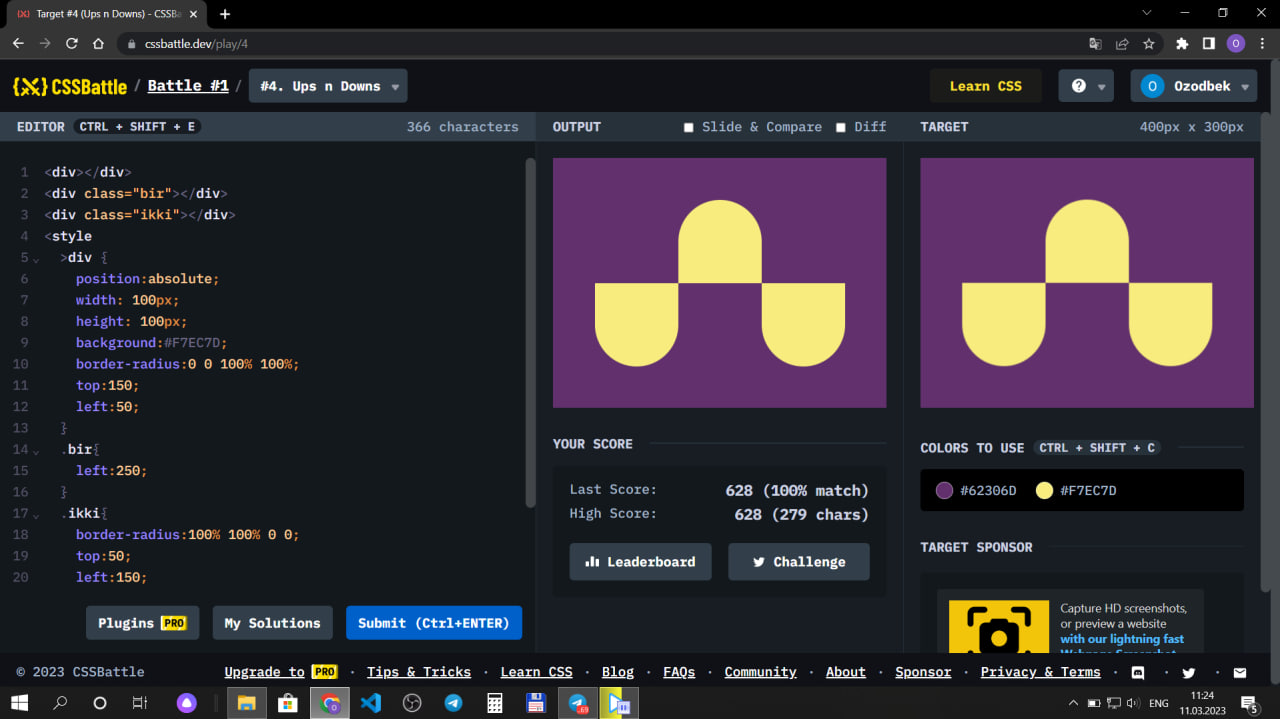 Target #4 (Ups n Downs) - CSSBa
cssbattle.dev/play/4
{X} CSSBattle / Battle #1 / #4. Ups n Downs
Learn CSS
?
O Ozodbek
EDITOR CTRL + SHIFT + E 366 characters
OUTPUT Slide & Compare Diff
TARGET 400px x 300px
1 <div></div>
2 <div class="bir"></div>
3 <div class="ikki"></div>
4 <style
5 >div {
6 position:absolute;
7 width: 100px;
8 height: 100px;
9 background:#F7EC7D;
10 border-radius:0 0 100% 100%;
11 top:150;
12 left:50;
13 }
14 .bir{
15 left:250;
16 }
17 .ikki{
18 border-radius:100% 100% 0 0;
19 top:50;
20 left:150;
Plugins PRO
My Solutions
Submit (Ctrl+ENTER)
YOUR SCORE
Last Score: 628 (100% match)
High Score: 628 (279 chars)
Leaderboard
Challenge
COLORS TO USE CTRL + SHIFT + C
#62306D #F7EC7D
TARGET SPONSOR
Capture HD screenshots,
or preview a website
with our lightning fast
© 2023 CSSBattle
Upgrade to PRO · Tips & Tricks · Learn CSS · Blog · FAQs · Community · About · Sponsor · Privacy & Terms · · ·
69
ENG
11:24
11.03.2023
5